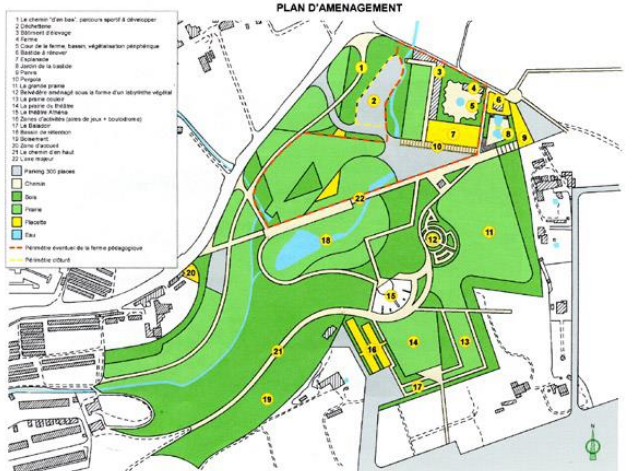 PLAN D'AMENAGEMENT
1 Le chemin "d'en bas", parcours sportif à développer
2 Déchetterie
3 Bâtiment d'élevage
4 Ferme
5 Cour de la ferme, bassin, végétalisation périphérique
6 Bastide à rénover
7 Esplanade
8 Jardin de la bastide
9 Parvis
10 Pergola
11 La grande prairie
12 Belvédère aménagé sous la forme d'un labyrinthe végétal
13 La prairie couloir
14 La prairie du théâtre
15 Le théâtre Athéna
16 Zones d'activités (aires de jeux + boulodrome)
17 Le Baladoir
18 Bassin de rétention
19 Boisement
20 Zone d'accueil
21 Le chemin d'en haut
22 L'axe majeur
Parking 300 places
Chemin
Bois
Prairie
Placette
Eau
Périmètre éventuel de la ferme pédagogique
Périmètre clôturé
1
3
4
2
5
6
7
8
9
10
22
12
11
18
20
15
21
16
14
13
17
19
N